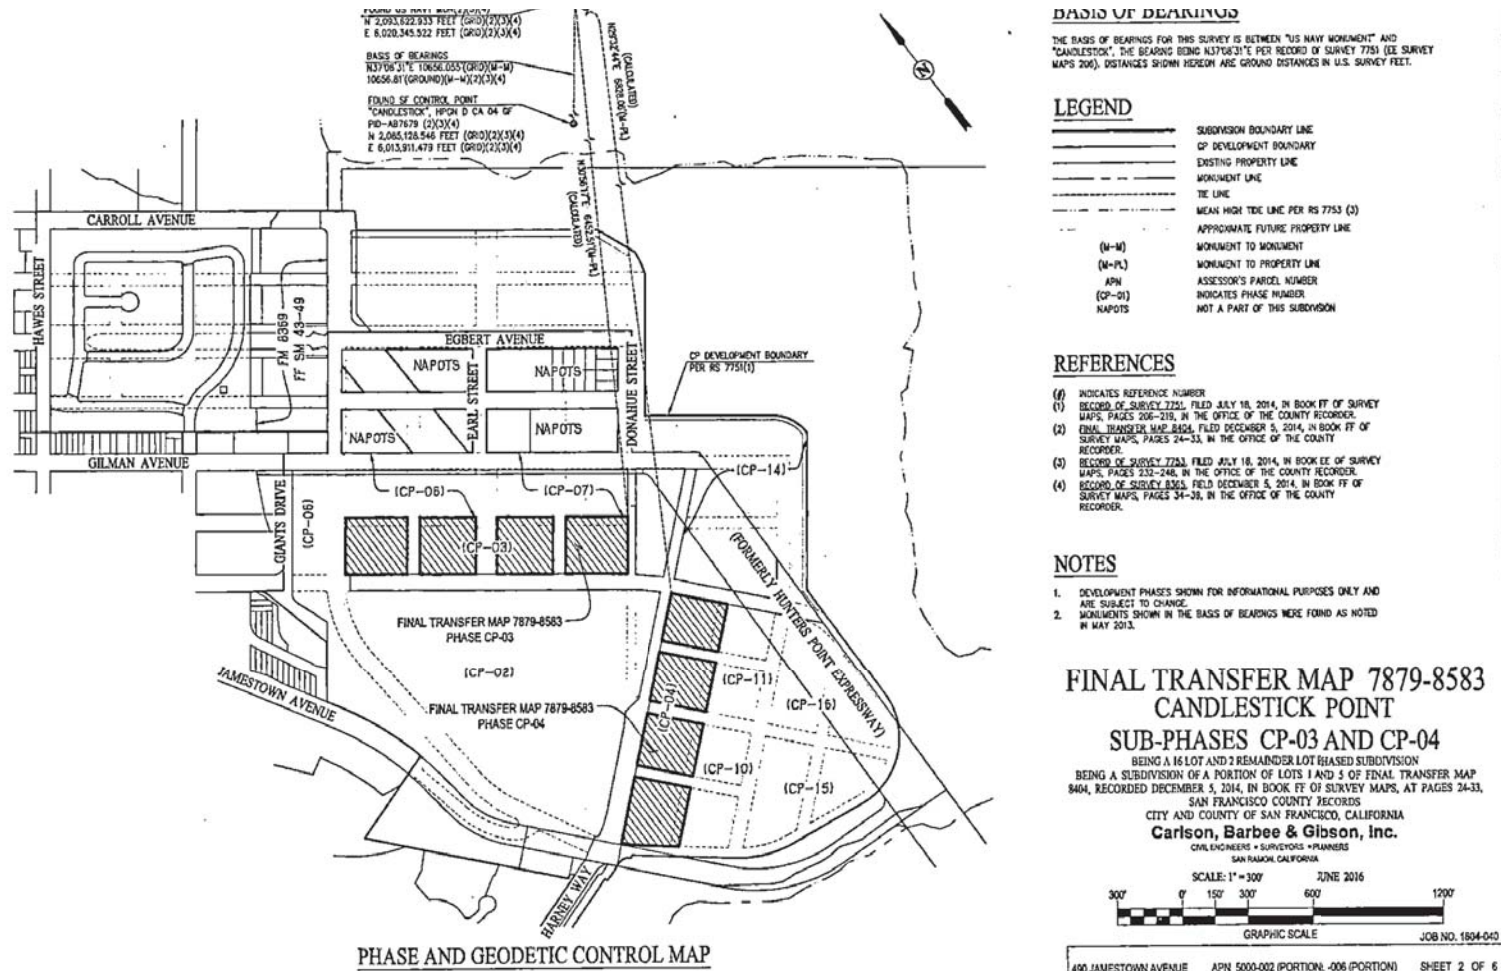 FOUND US NAVY MON(2)(3)(4)
N 2,093,622.933 FEET (GRID)(2)(3)(4)
E 6,020,345.522 FEET (GRID)(2)(3)(4)
BASIS OF BEARINGS
N37°08'31"E 10656.055'(GRID)(M-M)
10656.81'(GROUND)(M-M)(2)(3)(4)
FOUND SF CONTROL POINT
"CANDLESTICK", HPGN D CA 04 GF
PID-AB7679 (2)(3)(4)
N 2,085,128.546 FEET (GRID)(2)(3)(4)
E 6,013,911.479 FEET (GRID)(2)(3)(4)
(CALCULATED)
(CALCULATED)
N
CARROLL AVENUE
HAWES STREET
FM 8369
FF SM 43-49
EGBERT AVENUE
NAPOTS
NAPOTS
EARL STREET
DONAHUE STREET
CP DEVELOPMENT BOUNDARY
PER RS 7751(1)
NAPOTS
NAPOTS
GILMAN AVENUE
GIANTS DRIVE
(CP-06)
(CP-06)
(CP-07)
(CP-14)
(CP-03)
(FORMERLY HUNTERS POINT EXPRESSWAY)
FINAL TRANSFER MAP 7879-8583
PHASE CP-03
(CP-02)
(CP-11)
(CP-04)
(CP-16)
JAMESTOWN AVENUE
FINAL TRANSFER MAP 7879-8583
PHASE CP-04
(CP-10)
(CP-15)
HARNEY WAY
PHASE AND GEODETIC CONTROL MAP
BASIS OF BEARINGS
THE BASIS OF BEARINGS FOR THIS SURVEY IS BETWEEN "US NAVY MONUMENT" AND
"CANDLESTICK", THE BEARING BEING N37°08'31"E PER RECORD OF SURVEY 7751 (EE SURVEY
MAPS 206). DISTANCES SHOWN HEREON ARE GROUND DISTANCES IN U.S. SURVEY FEET.
LEGEND
SUBDIVISION BOUNDARY LINE
CP DEVELOPMENT BOUNDARY
EXISTING PROPERTY LINE
MONUMENT LINE
TIE LINE
MEAN HIGH TIDE LINE PER RS 7753 (3)
APPROXIMATE FUTURE PROPERTY LINE
(M-M) MONUMENT TO MONUMENT
(M-PL) MONUMENT TO PROPERTY LINE
APN ASSESSOR'S PARCEL NUMBER
(CP-01) INDICATES PHASE NUMBER
NAPOTS NOT A PART OF THIS SUBDIVISION
REFERENCES
(#) INDICATES REFERENCE NUMBER
(1) RECORD OF SURVEY 7751, FILED JULY 18, 2014, IN BOOK FF OF SURVEY
MAPS, PAGES 206-219, IN THE OFFICE OF THE COUNTY RECORDER.
(2) FINAL TRANSFER MAP 8404, FILED DECEMBER 5, 2014, IN BOOK FF OF
SURVEY MAPS, PAGES 24-33, IN THE OFFICE OF THE COUNTY
RECORDER.
(3) RECORD OF SURVEY 7753, FILED JULY 18, 2014, IN BOOK EE OF SURVEY
MAPS, PAGES 232-248, IN THE OFFICE OF THE COUNTY RECORDER.
(4) RECORD OF SURVEY 8365, FIELD DECEMBER 5, 2014, IN BOOK FF OF
SURVEY MAPS, PAGES 34-39, IN THE OFFICE OF THE COUNTY
RECORDER.
NOTES
1. DEVELOPMENT PHASES SHOWN FOR INFORMATIONAL PURPOSES ONLY AND
ARE SUBJECT TO CHANGE.
2. MONUMENTS SHOWN IN THE BASIS OF BEARINGS WERE FOUND AS NOTED
IN MAY 2013.
FINAL TRANSFER MAP 7879-8583
CANDLESTICK POINT
SUB-PHASES CP-03 AND CP-04
BEING A 16 LOT AND 2 REMAINDER LOT PHASED SUBDIVISION
BEING A SUBDIVISION OF A PORTION OF LOTS 1 AND 5 OF FINAL TRANSFER MAP
8404, RECORDED DECEMBER 5, 2014, IN BOOK FF OF SURVEY MAPS, AT PAGES 24-33,
SAN FRANCISCO COUNTY RECORDS
CITY AND COUNTY OF SAN FRANCISCO, CALIFORNIA
Carlson, Barbee & Gibson, Inc.
CIVIL ENGINEERS • SURVEYORS • PLANNERS
SAN RAMON, CALIFORNIA
SCALE: 1" = 300' JUNE 2016
300' 0' 150' 300' 600' 1200'
GRAPHIC SCALE
JOB NO. 1804-040
490 JAMESTOWN AVENUE APN 5000-002 (PORTION), -006 (PORTION) SHEET 2 OF 6